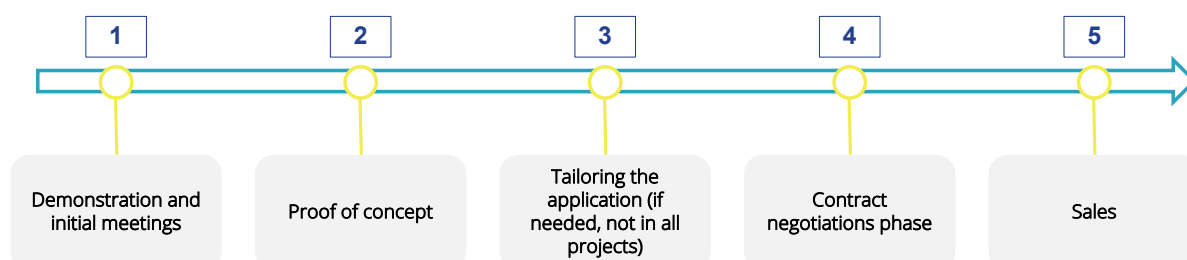 1
2
3
4
5
Demonstration and
initial meetings
Proof of concept
Tailoring the
application (if
needed, not in all
projects)
Contract
negotiations phase
Sales